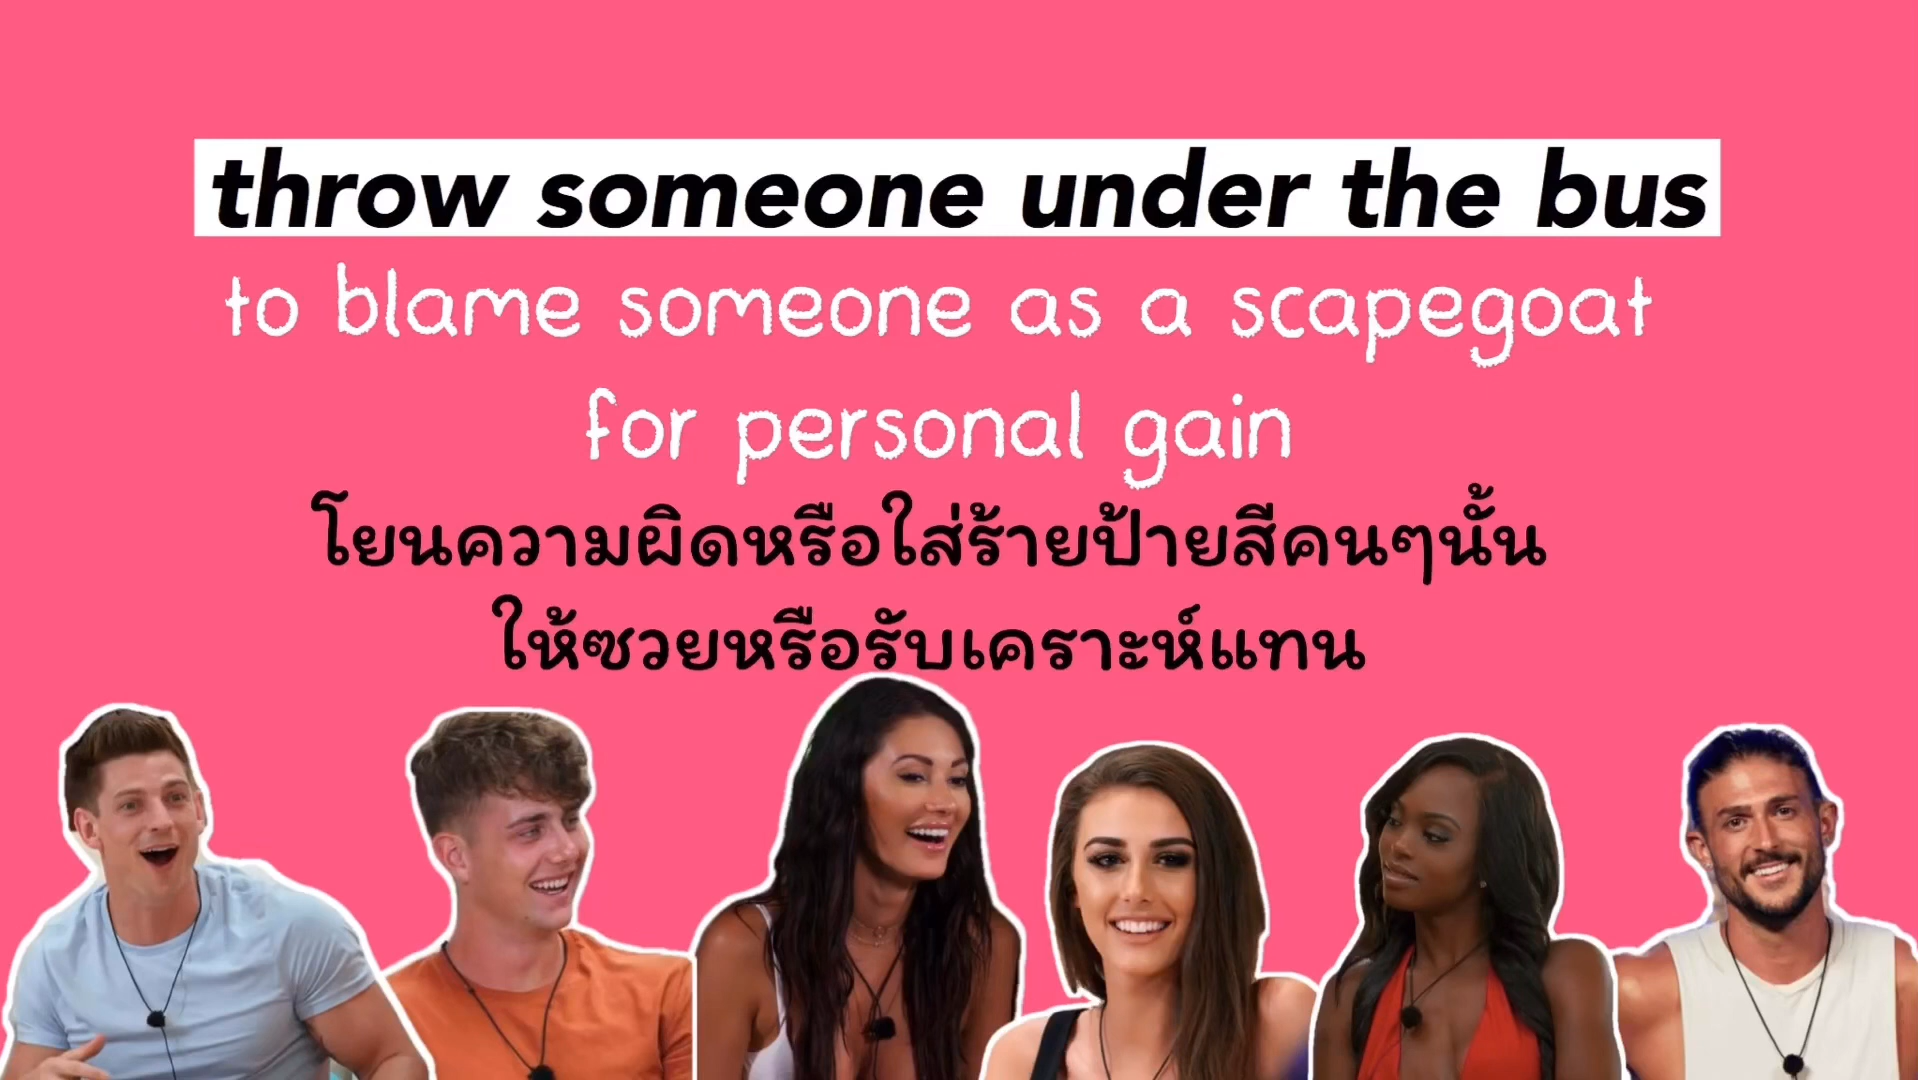 throw someone under the bus
to blame someone as a scapegoat
for personal gain
โยนความผิดหรือใส่ร้ายป้ายสีคนๆนั้น
ให้ซวยหรือรับเคราะห์แทน